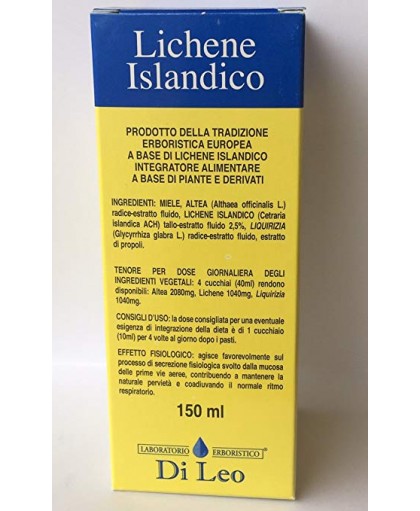 Lichene
Islandico
PRODOTTO DELLA TRADIZIONE
ERBORISTICA EUROPEA
A BASE DI LICHENE ISLANDICO
INTEGRATORE ALIMENTARE
A BASE DI PIANTE E DERIVATI
INGREDIENTI: MIELE, ALTEA (Althaea officinalis L.)
radice-estratto fluido, LICHENE ISLANDICO (Cetraria
islandica ACH) tallo-estratto fluido 2,5%, LIQUIRIZIA
(Glycyrrhiza glabra L.) radice-estratto fluido, estratto
di propoli.
TENORE PER DOSE GIORNALIERA DEGLI
INGREDIENTI VEGETALI: 4 cucchiai (40ml) rendono
disponibili: Altea 2080mg, Lichene 1040mg, Liquirizia
1040mg.
CONSIGLI D'USO: la dose consigliata per una eventuale
esigenza di integrazione della dieta è di 1 cucchiaio
(10ml) per 4 volte al giorno dopo i pasti.
EFFETTO FISIOLOGICO: agisce favorevolmente sul
processo di secrezione fisiologica svolto dalla mucosa
delle prime vie aeree, contribuendo a mantenere la
naturale pervietà e coadiuvando il normale ritmo
respiratorio.
150 ml
LABORATORIO ERBORISTICO®
Di Leo